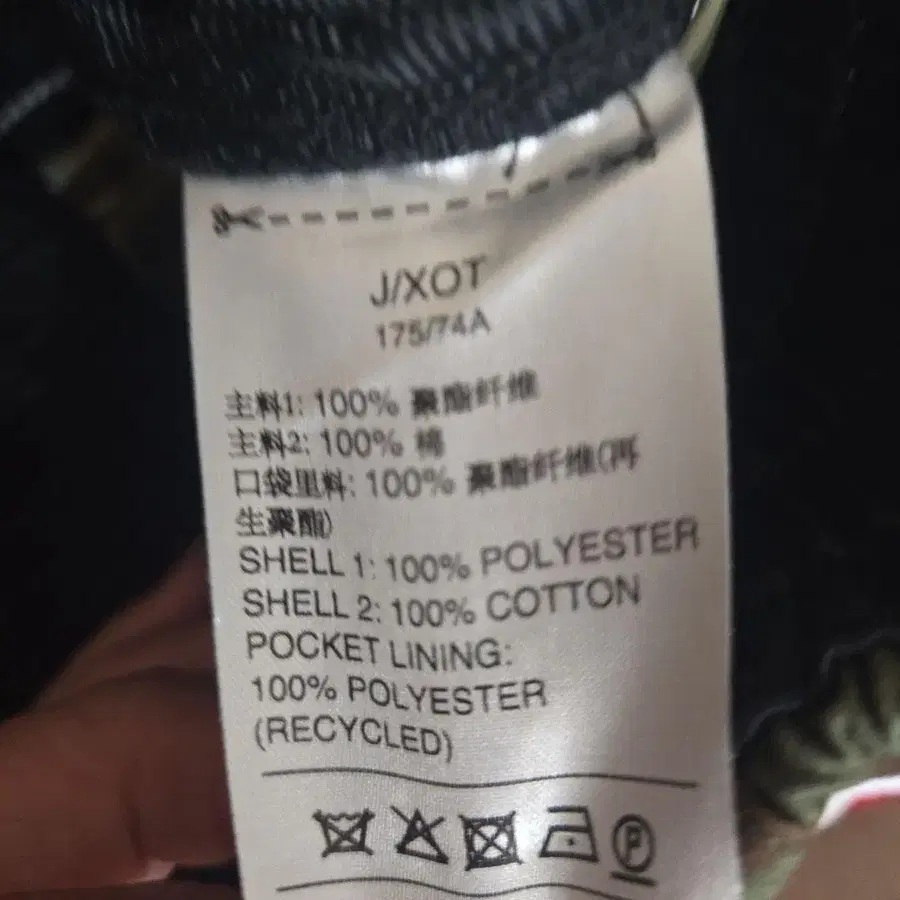 J/XOT
175/74A
主料1: 100% 聚酯纤维
主料2: 100% 棉
口袋里料: 100% 聚酯纤维(再
生聚酯)
SHELL 1: 100% POLYESTER
SHELL 2: 100% COTTON
POCKET LINING:
100% POLYESTER
(RECYCLED)
P